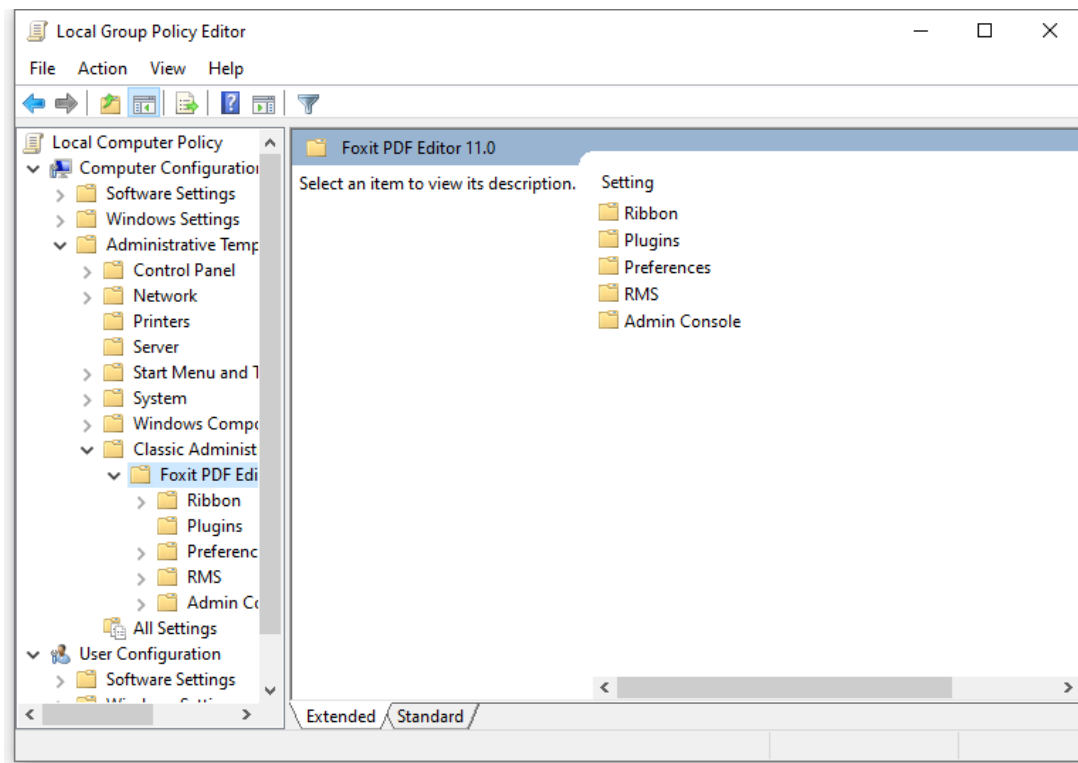 Local Group Policy Editor
File Action View Help
Local Computer Policy
Computer Configuration
Software Settings
Windows Settings
Administrative Temp
Control Panel
Network
Printers
Server
Start Menu and T
System
Windows Compo
Classic Administ
Foxit PDF Edi
Ribbon
Plugins
Preferenc
RMS
Admin Co
All Settings
User Configuration
Software Settings
Foxit PDF Editor 11.0
Select an item to view its description.
Setting
Ribbon
Plugins
Preferences
RMS
Admin Console
Extended Standard